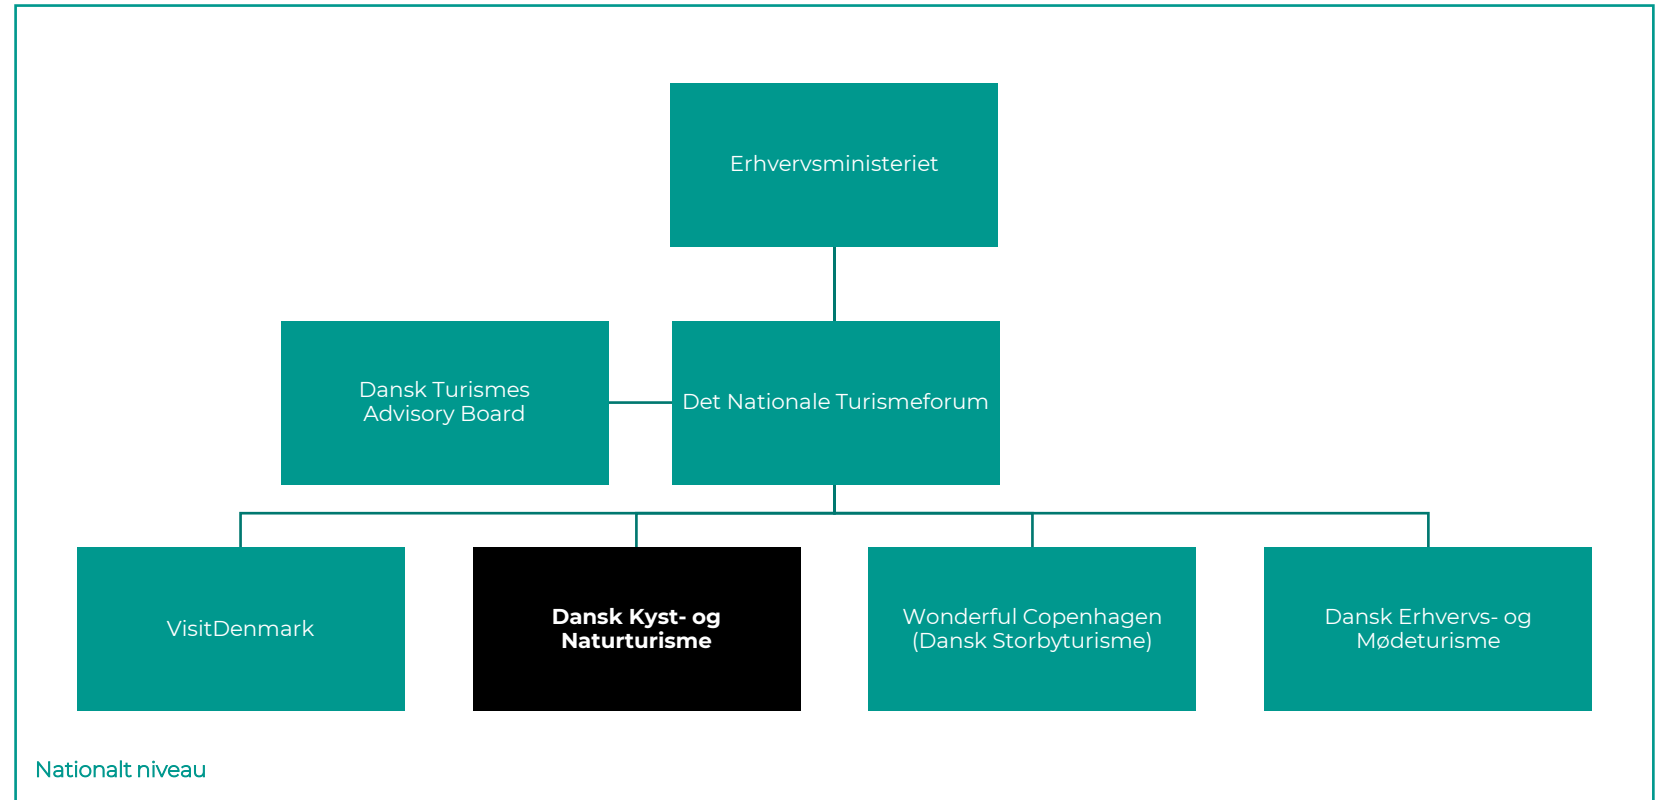 Erhvervsministeriet
Dansk Turismes
Advisory Board
Det Nationale Turismeforum
VisitDenmark
Dansk Kyst- og
Naturturisme
Wonderful Copenhagen
(Dansk Storbyturisme)
Dansk Erhvervs- og
Mødeturisme
Nationalt niveau